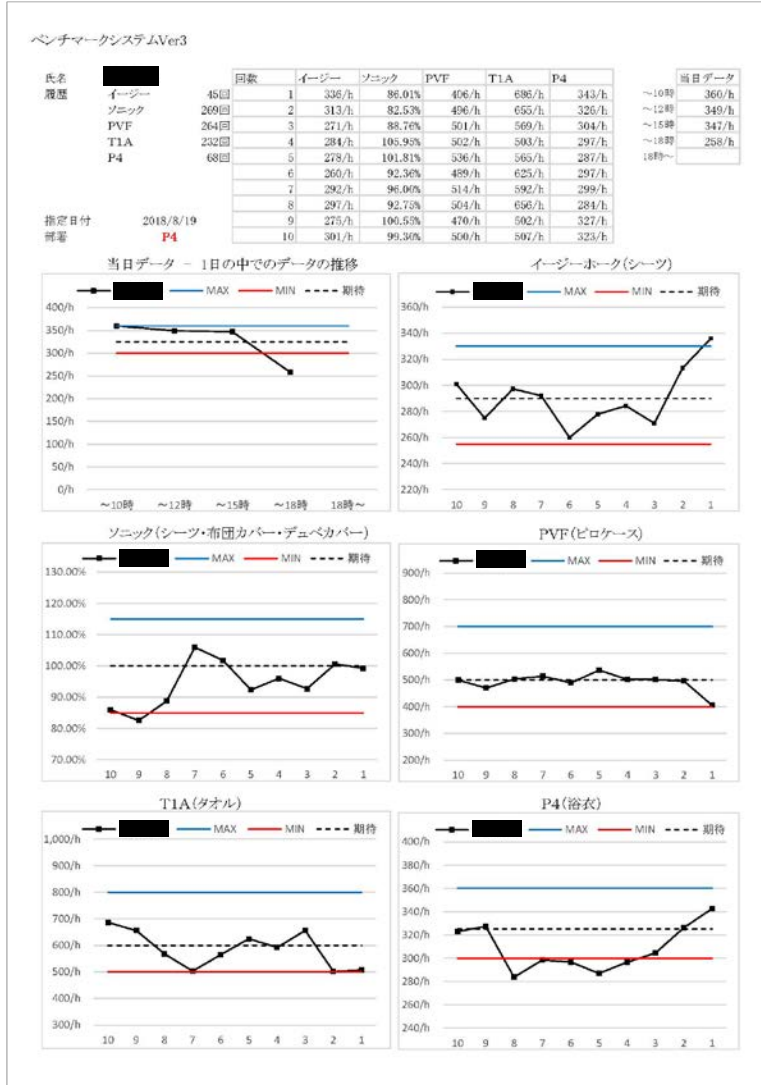 ベンチマークシステムVer3
氏名
履歴 イージー 45回
ソニック 269回
PVF 264回
T1A 232回
P4 68回
指定日付 2018/8/19
部署 P4
回数 イージー ソニック PVF T1A P4
1 336/h 86.01% 406/h 686/h 343/h
2 313/h 82.53% 496/h 655/h 326/h
3 271/h 88.76% 501/h 569/h 304/h
4 284/h 105.95% 502/h 503/h 297/h
5 278/h 101.81% 536/h 565/h 287/h
6 260/h 92.36% 489/h 625/h 297/h
7 292/h 96.06% 514/h 592/h 299/h
8 297/h 92.75% 504/h 656/h 284/h
9 275/h 100.55% 470/h 502/h 327/h
10 301/h 99.30% 500/h 507/h 323/h
当日データ
～10時 360/h
～12時 349/h
～15時 347/h
～18時 258/h
18時～
当日データ － 1日の中でのデータの推移
MAX MIN 期待
400/h
350/h
300/h
250/h
200/h
150/h
100/h
50/h
0/h
～10時 ～12時 ～15時 ～18時 18時～
イージーホーク(シーツ)
MAX MIN 期待
360/h
340/h
320/h
300/h
280/h
260/h
240/h
220/h
10 9 8 7 6 5 4 3 2 1
ソニック(シーツ・布団カバー・デュベカバー)
MAX MIN 期待
130.00%
120.00%
110.00%
100.00%
90.00%
80.00%
70.00%
10 9 8 7 6 5 4 3 2 1
PVF(ピロケース)
MAX MIN 期待
900/h
800/h
700/h
600/h
500/h
400/h
300/h
200/h
10 9 8 7 6 5 4 3 2 1
T1A(タオル)
MAX MIN 期待
1,000/h
900/h
800/h
700/h
600/h
500/h
400/h
300/h
10 9 8 7 6 5 4 3 2 1
P4(浴衣)
MAX MIN 期待
400/h
380/h
360/h
340/h
320/h
300/h
280/h
260/h
240/h
10 9 8 7 6 5 4 3 2 1